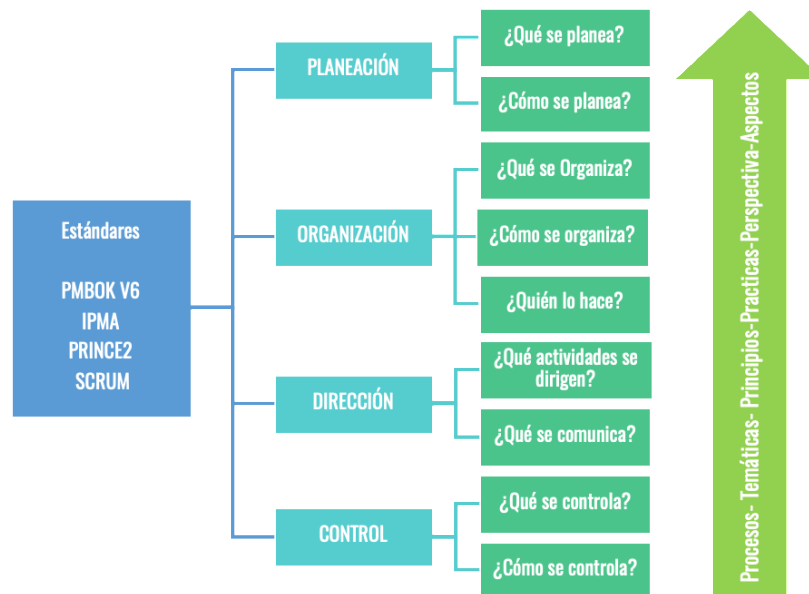 Estándares
PMBOK V6
IPMA
PRINCE2
SCRUM
PLANEACIÓN
¿Qué se planea?
¿Cómo se planea?
ORGANIZACIÓN
¿Qué se Organiza?
¿Cómo se organiza?
¿Quién lo hace?
DIRECCIÓN
¿Qué actividades se
dirigen?
¿Qué se comunica?
CONTROL
¿Qué se controla?
¿Cómo se controla?
Procesos- Temáticas- Principios-Practicas-Perspectiva-Aspectos